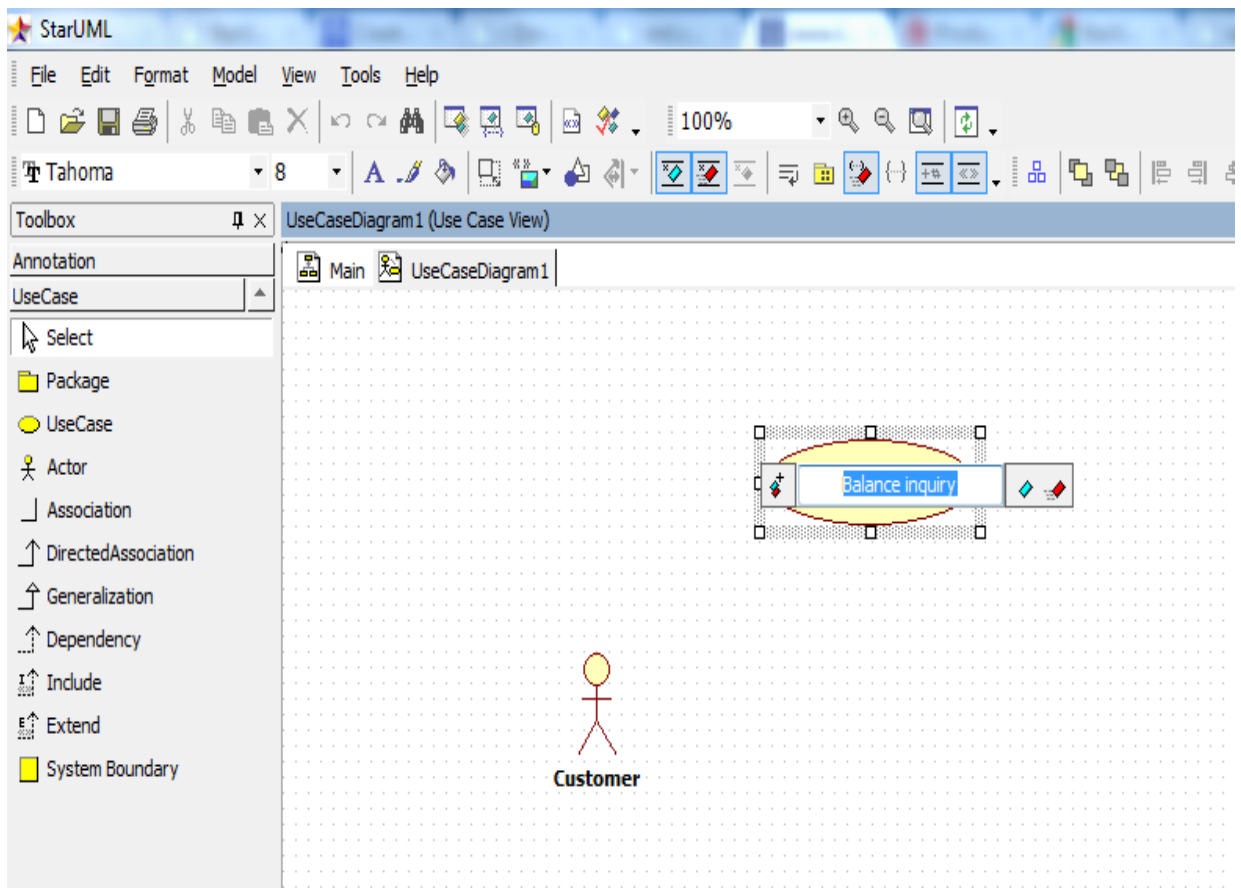 StarUML
File Edit Format Model View Tools Help
100%
Tahoma 8
Toolbox UseCaseDiagram1 (Use Case View)
Annotation
Main UseCaseDiagram1
UseCase
Select
Package
UseCase
Actor
Association
DirectedAssociation
Generalization
Dependency
Include
Extend
System Boundary
Balance inquiry
Customer